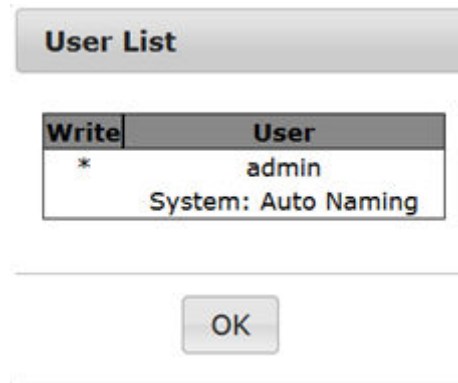 User List
Write User
* admin
System: Auto Naming
OK